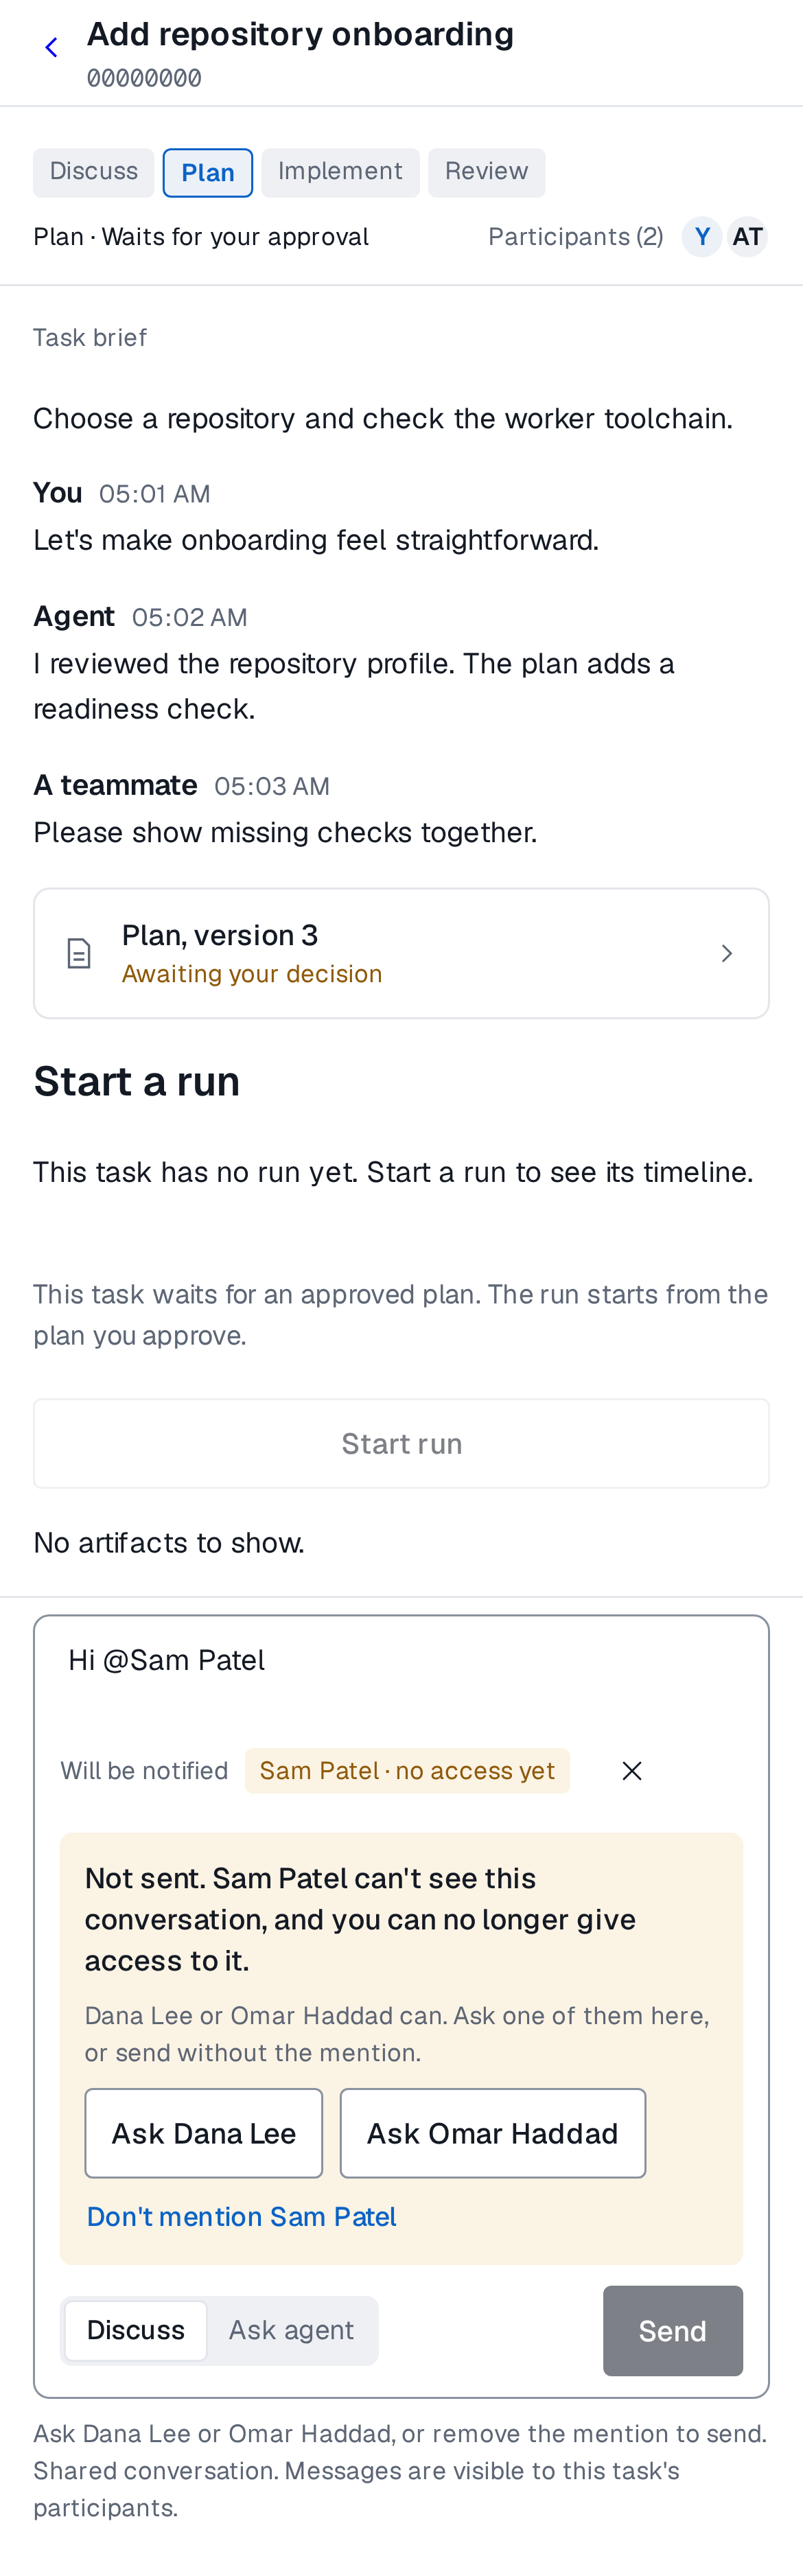 Add repository onboarding
00000000
Discuss
Plan
Implement
Review
Plan · Waits for your approval
Participants (2)
Y
AT
Task brief
Choose a repository and check the worker toolchain.
You 05:01 AM
Let's make onboarding feel straightforward.
Agent 05:02 AM
I reviewed the repository profile. The plan adds a
readiness check.
A teammate 05:03 AM
Please show missing checks together.
Plan, version 3
Awaiting your decision
Start a run
This task has no run yet. Start a run to see its timeline.
This task waits for an approved plan. The run starts from the
plan you approve.
Start run
No artifacts to show.
Hi @Sam Patel
Will be notified
Sam Patel · no access yet
Not sent. Sam Patel can't see this
conversation, and you can no longer give
access to it.
Dana Lee or Omar Haddad can. Ask one of them here,
or send without the mention.
Ask Dana Lee
Ask Omar Haddad
Don't mention Sam Patel
Discuss
Ask agent
Send
Ask Dana Lee or Omar Haddad, or remove the mention to send.
Shared conversation. Messages are visible to this task's
participants.